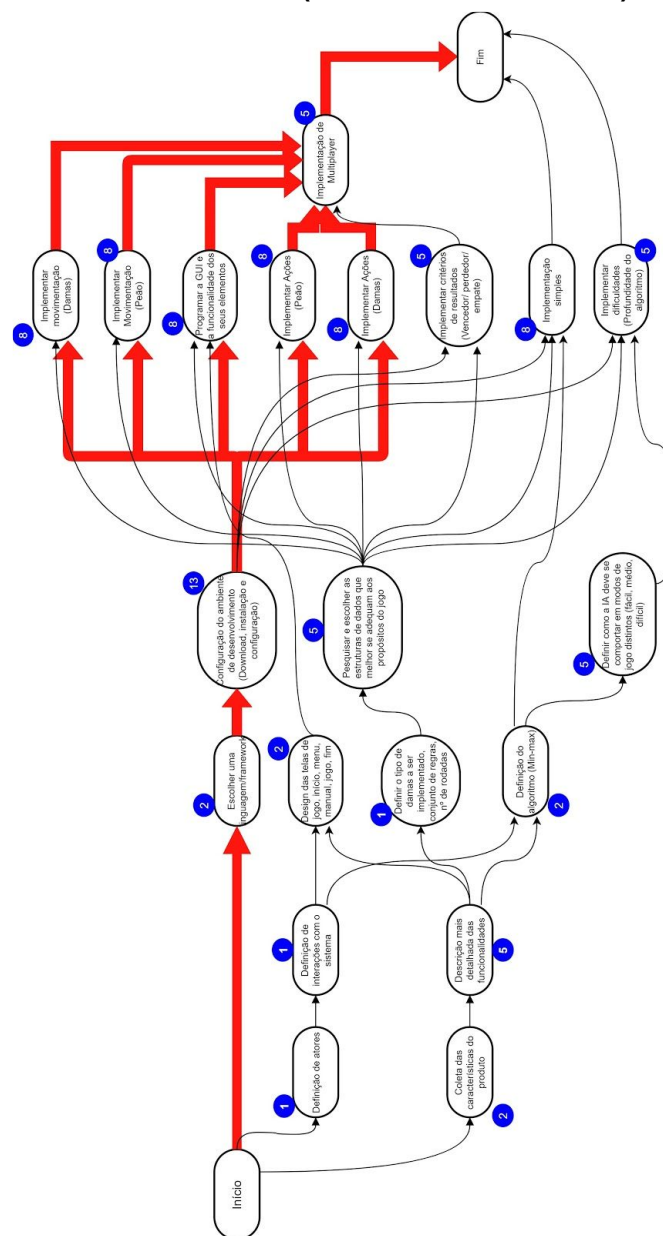 Início
1
Definição de atores
2
Coleta das
características do
produto
1
Definição de
interações com o
sistema
5
Descrição mais
detalhada das
funcionalidades
2
Escolher uma
linguagem/framework
2
Design das telas de
jogo, início, menu,
manual, jogo, fim
1
Definir o tipo de
damas a ser
implementado,
conjunto de regras,
nº de rodadas
2
Definição do
algoritmo (Min-max)
13
Configuração do ambiente
de desenvolvimento
(Download, instalação e
configuração)
5
Pesquisar e escolher as
estruturas de dados que
melhor se adequam aos
propósitos do jogo
5
Definir como a IA deve se
comportar em modos de
jogo distintos (fácil, médio,
difícil)
8
Implementar
movimentação
(Damas)
8
Implementar
Movimentação
(Peão)
8
Programar a GUI e
a funcionalidade dos
seus elementos
8
Implementar Ações
(Peão)
8
Implementar Ações
(Damas)
5
Implementar critérios
de resultados
(Vencedor/ perdedor/
empate)
8
Implementação
simples
5
Implementar
dificuldades
(Profundidade do
algoritmo)
5
Implementação de
Multiplayer
Fim